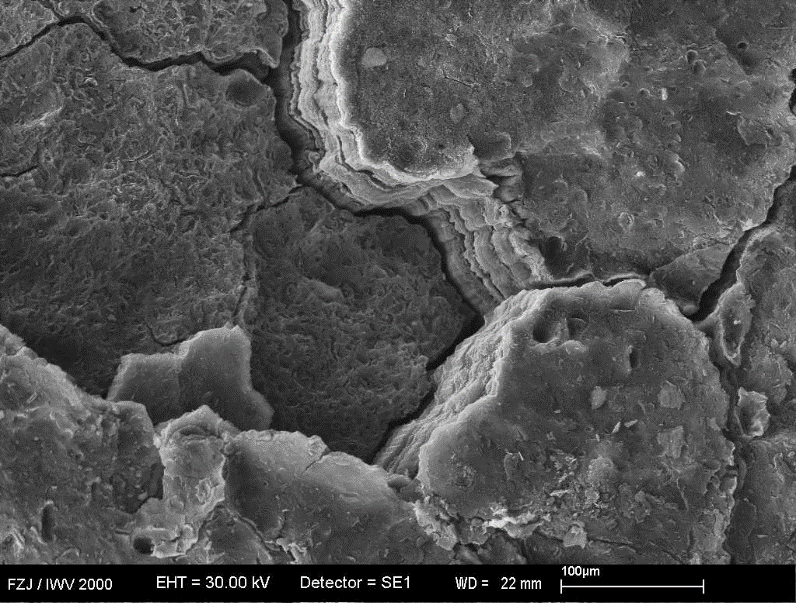 FZJ / IWV 2000 EHT = 30.00 kV Detector = SE1 WD = 22 mm 100µm